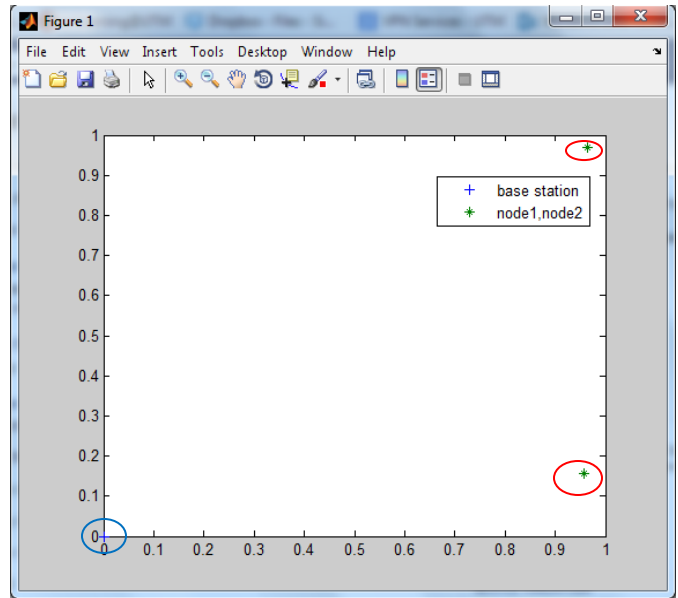 Figure 1
File Edit View Insert Tools Desktop Window Help
1
0.9
0.8
0.7
0.6
0.5
0.4
0.3
0.2
0.1
0
base station
node1,node2
0 0.1 0.2 0.3 0.4 0.5 0.6 0.7 0.8 0.9 1